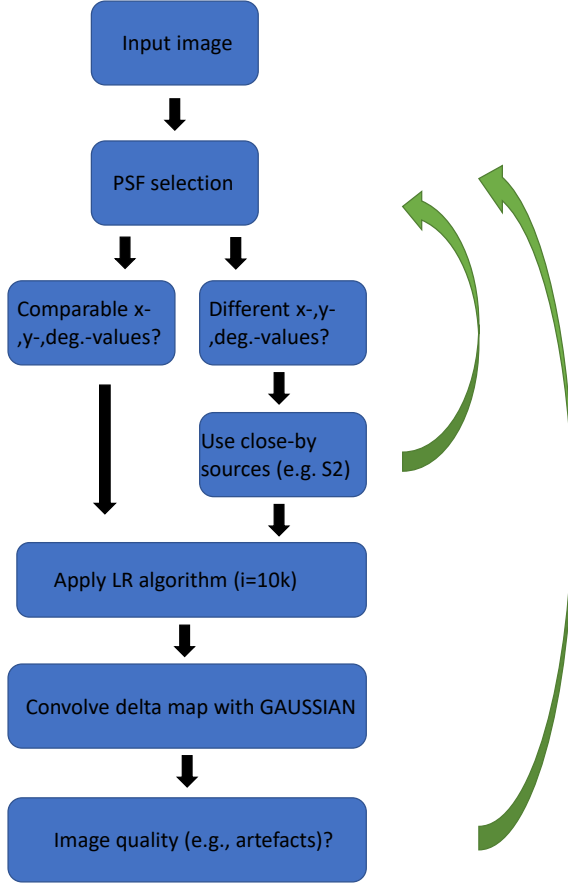 Input image
PSF selection
Comparable x-
,y-,deg.-values?
Different x-,y-
,deg.-values?
Use close-by
sources (e.g. S2)
Apply LR algorithm (i=10k)
Convolve delta map with GAUSSIAN
Image quality (e.g., artefacts)?